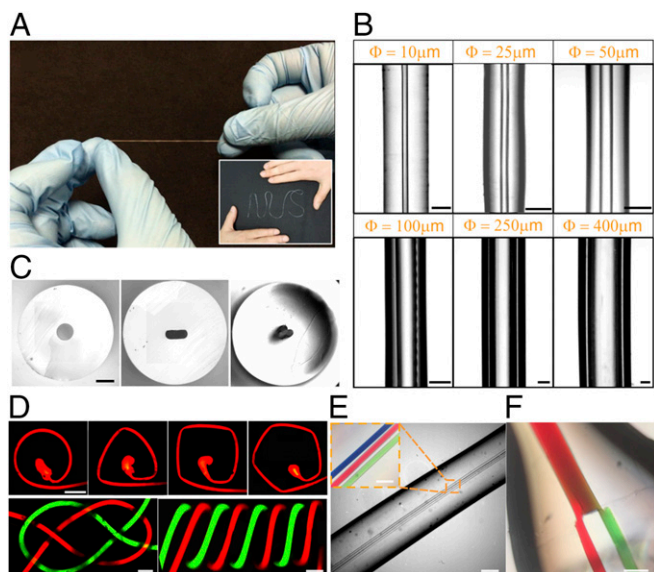 A
B
Φ = 10μm
Φ = 25μm
Φ = 50μm
Φ = 100μm
Φ = 250μm
Φ = 400μm
C
D
E
F